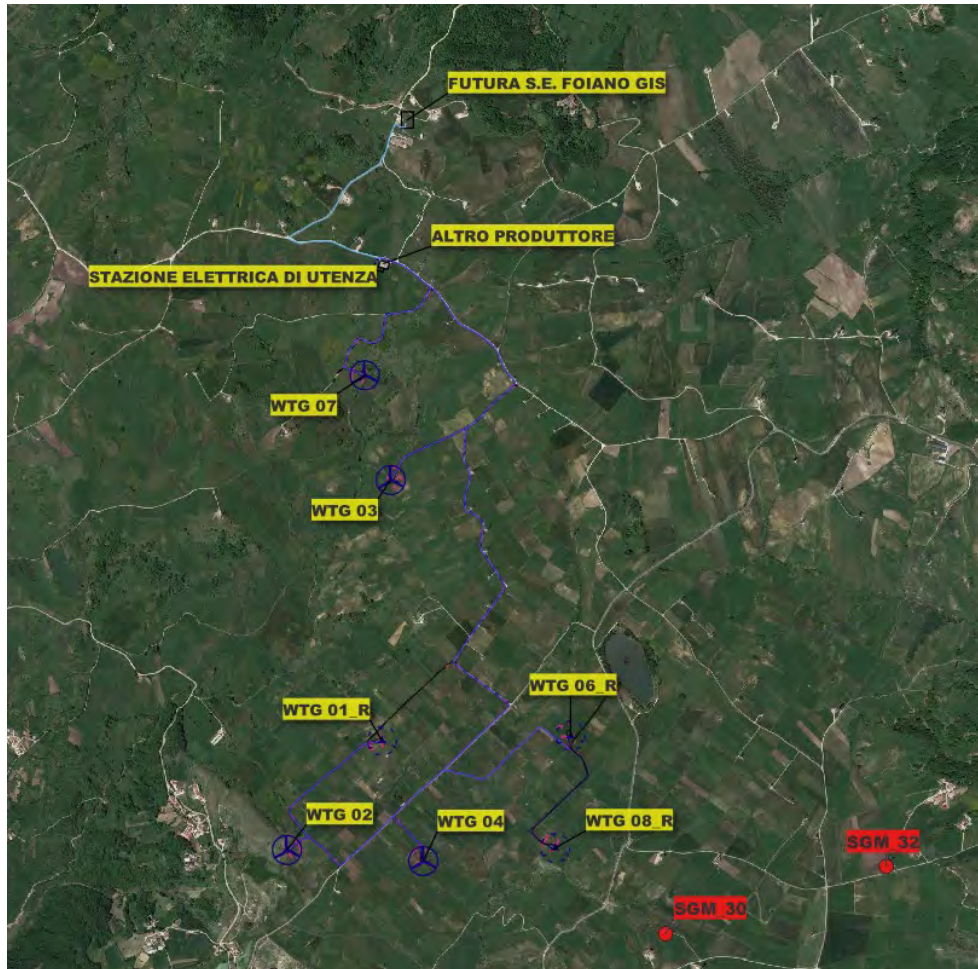 FUTURA S.E. FOIANO GIS
ALTRO PRODUTTORE
STAZIONE ELETTRICA DI UTENZA
WTG 07
WTG 03
WTG 06_R
WTG 01_R
WTG 02
WTG 04
WTG 08_R
SGM_32
SGM_30